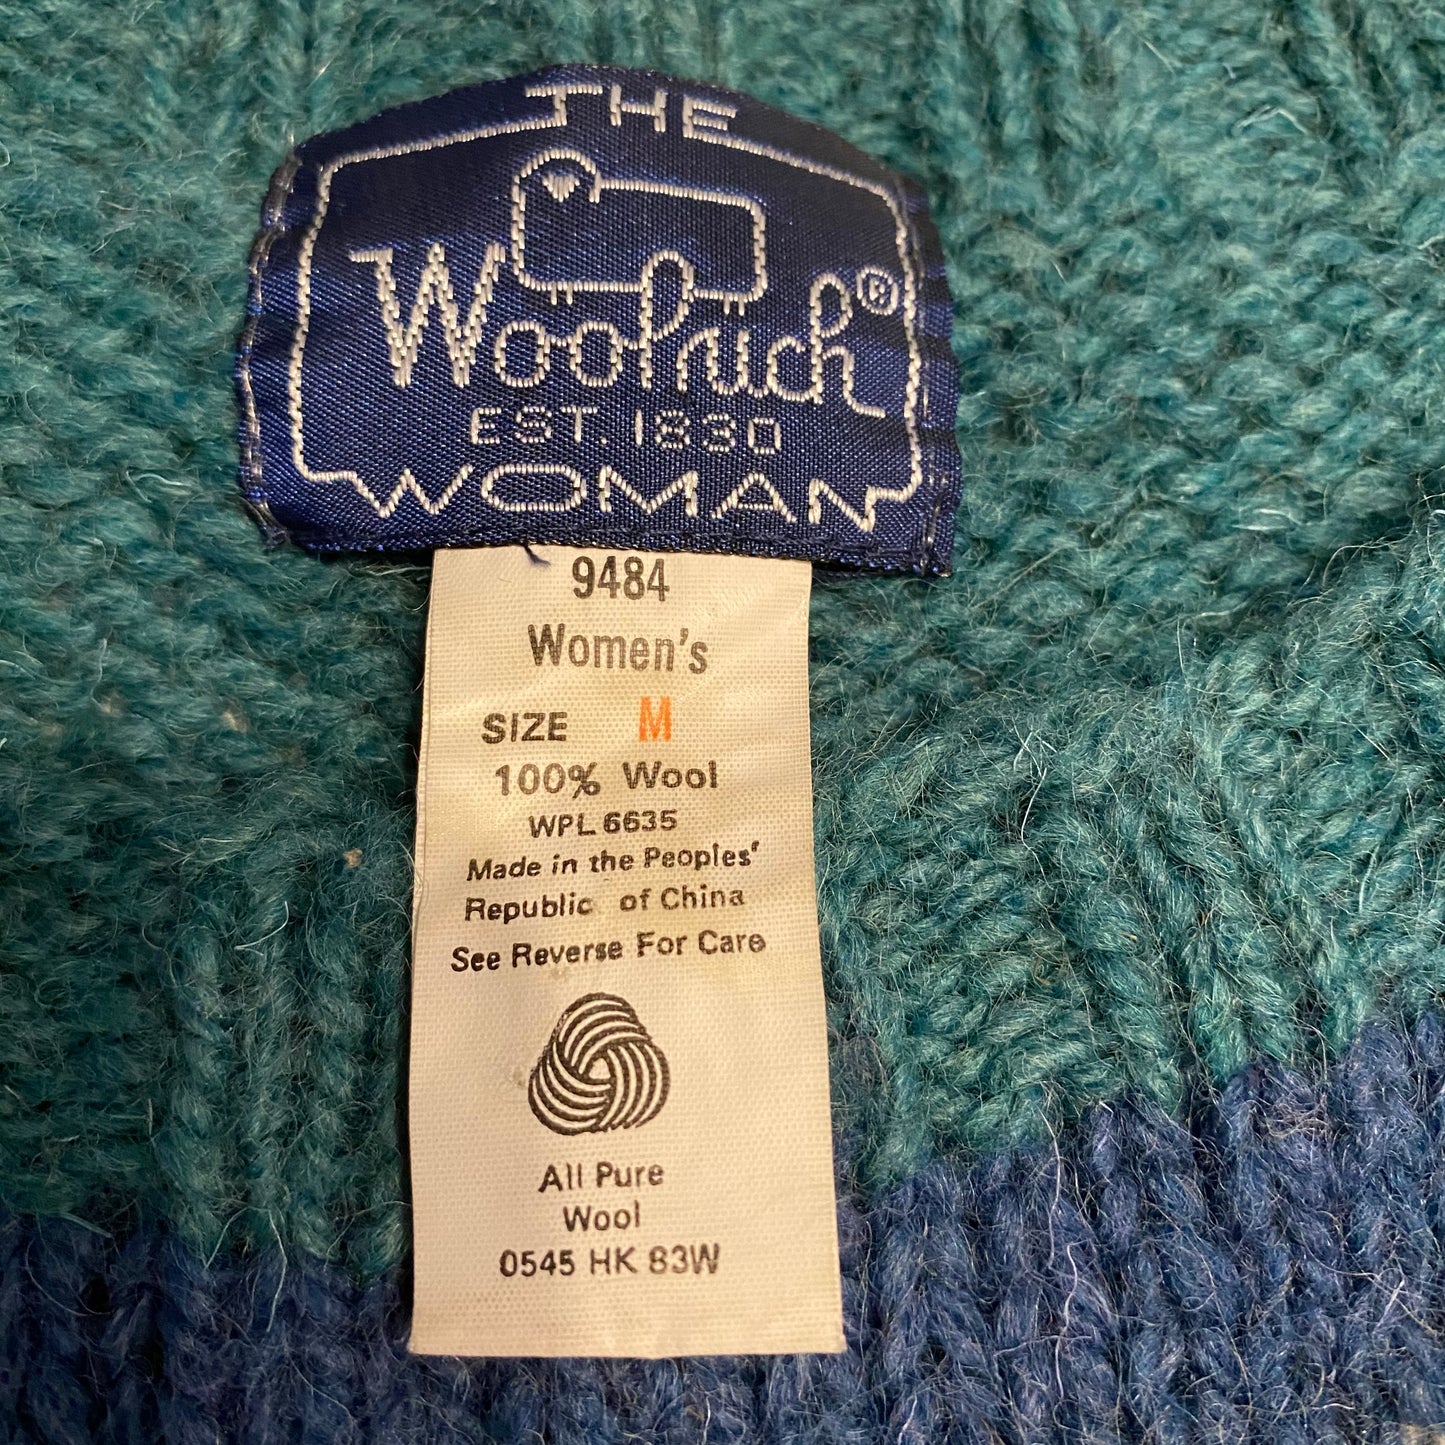 THE
Woolrich®
EST. 1830
WOMAN
9484
Women's
SIZE M
100% Wool
WPL 6635
Made in the Peoples'
Republic of China
See Reverse For Care
All Pure
Wool
0545 HK 83W